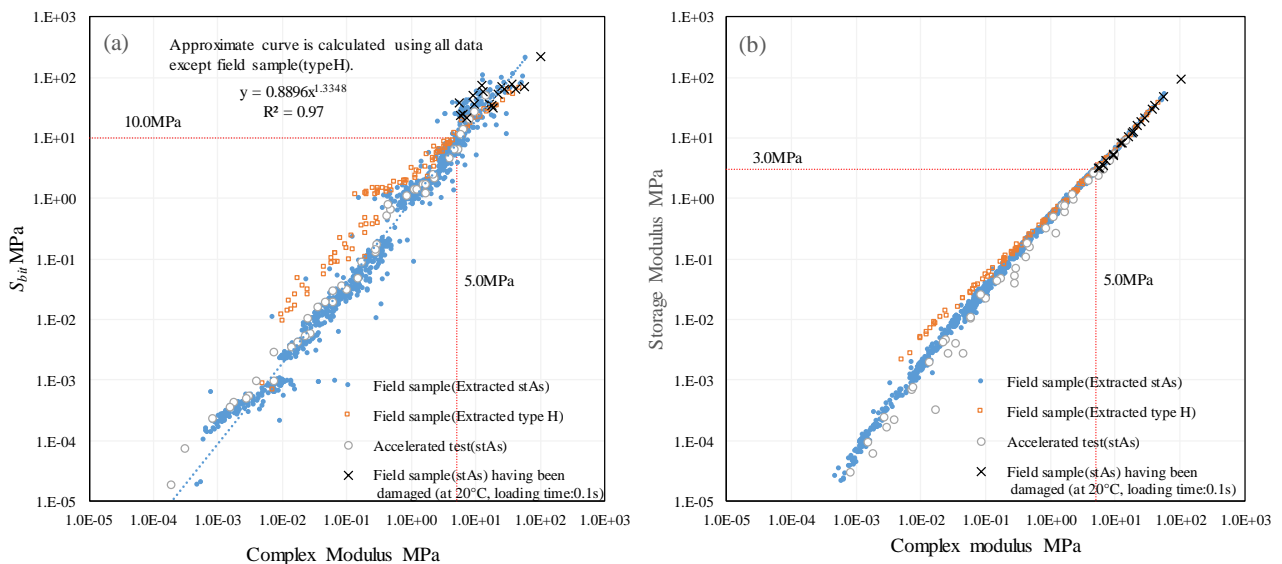 (a)
Approximate curve is calculated using all data
except field sample(typeH).
y = 0.8896x^1.3348
R² = 0.97
10.0MPa
5.0MPa
Field sample(Extracted stAs)
Field sample(Extracted type H)
Accelerated test(stAs)
Field sample(stAs) having been
damaged (at 20°C, loading time:0.1s)
S_bit MPa
1.E+03
1.E+02
1.E+01
1.E+00
1.E-01
1.E-02
1.E-03
1.E-04
1.E-05
1.0E-05 1.0E-04 1.0E-03 1.0E-02 1.0E-01 1.0E+00 1.0E+01 1.0E+02 1.0E+03
Complex Modulus MPa
(b)
3.0MPa
5.0MPa
Field sample(Extracted stAs)
Field sample(Extracted type H)
Accelerated test(stAs)
Field sample(stAs) having been
damaged (at 20°C, loading time:0.1s)
Storage Modulus MPa
1.E+03
1.E+02
1.E+01
1.E+00
1.E-01
1.E-02
1.E-03
1.E-04
1.E-05
1.0E-05 1.0E-04 1.0E-03 1.0E-02 1.0E-01 1.0E+00 1.0E+01 1.0E+02 1.0E+03
Complex modulus MPa